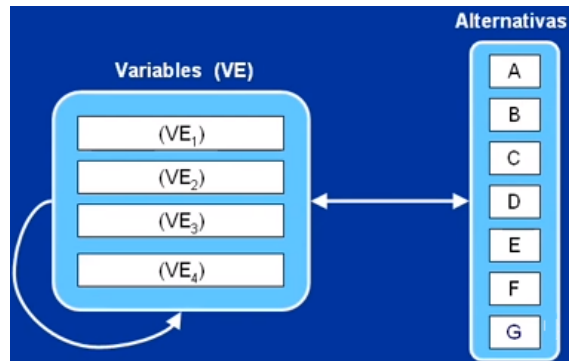 Alternativas
Variables (VE)
A
(VE₁)
B
(VE₂)
C
(VE₃)
D
(VE₄)
E
F
G